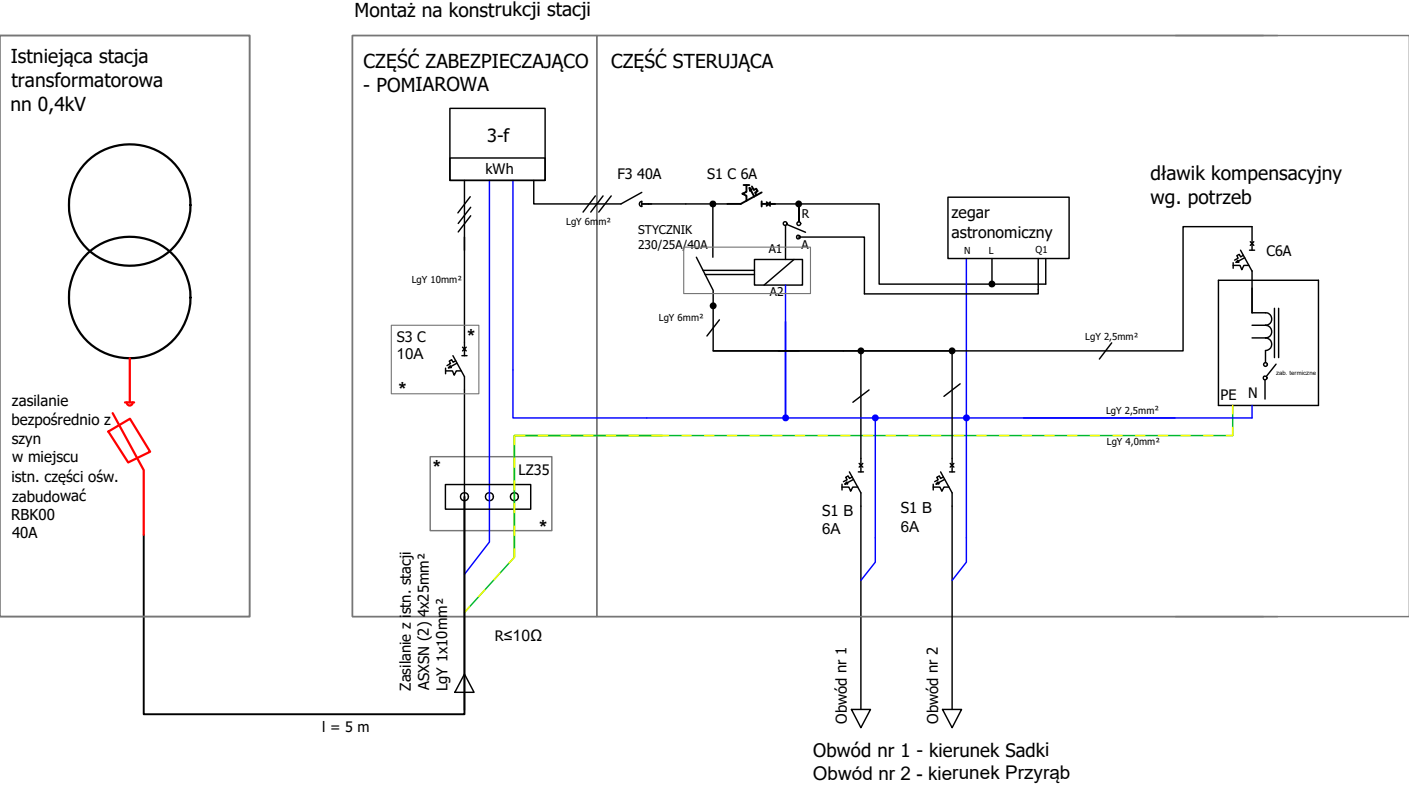 Montaż na konstrukcji stacji
Istniejąca stacja
transformatorowa
nn 0,4kV
CZĘŚĆ ZABEZPIECZAJĄCO
- POMIAROWA
CZĘŚĆ STERUJĄCA
3-f
kWh
F3 40A
S1 C 6A
LgY 6mm²
STYCZNIK
230/25A/40A
R
A
A1
A2
zegar
astronomiczny
N
L
Q1
dławik kompensacyjny
wg. potrzeb
C6A
LgY 10mm²
S3 C
10A
*
*
LgY 6mm²
LgY 2,5mm²
zab. termiczne
PE
N
LgY 2,5mm²
LgY 4,0mm²
zasilanie
bezpośrednio z
szyn
w miejscu
istn. części ośw.
zabudować
RBK00
40A
*
LZ35
*
S1 B
6A
S1 B
6A
Zasilanie z istn. stacji
ASXSN (2) 4x25mm²
LgY 1x10mm²
R≤10Ω
l = 5 m
Obwód nr 1
Obwód nr 2
Obwód nr 1 - kierunek Sadki
Obwód nr 2 - kierunek Przyrąb